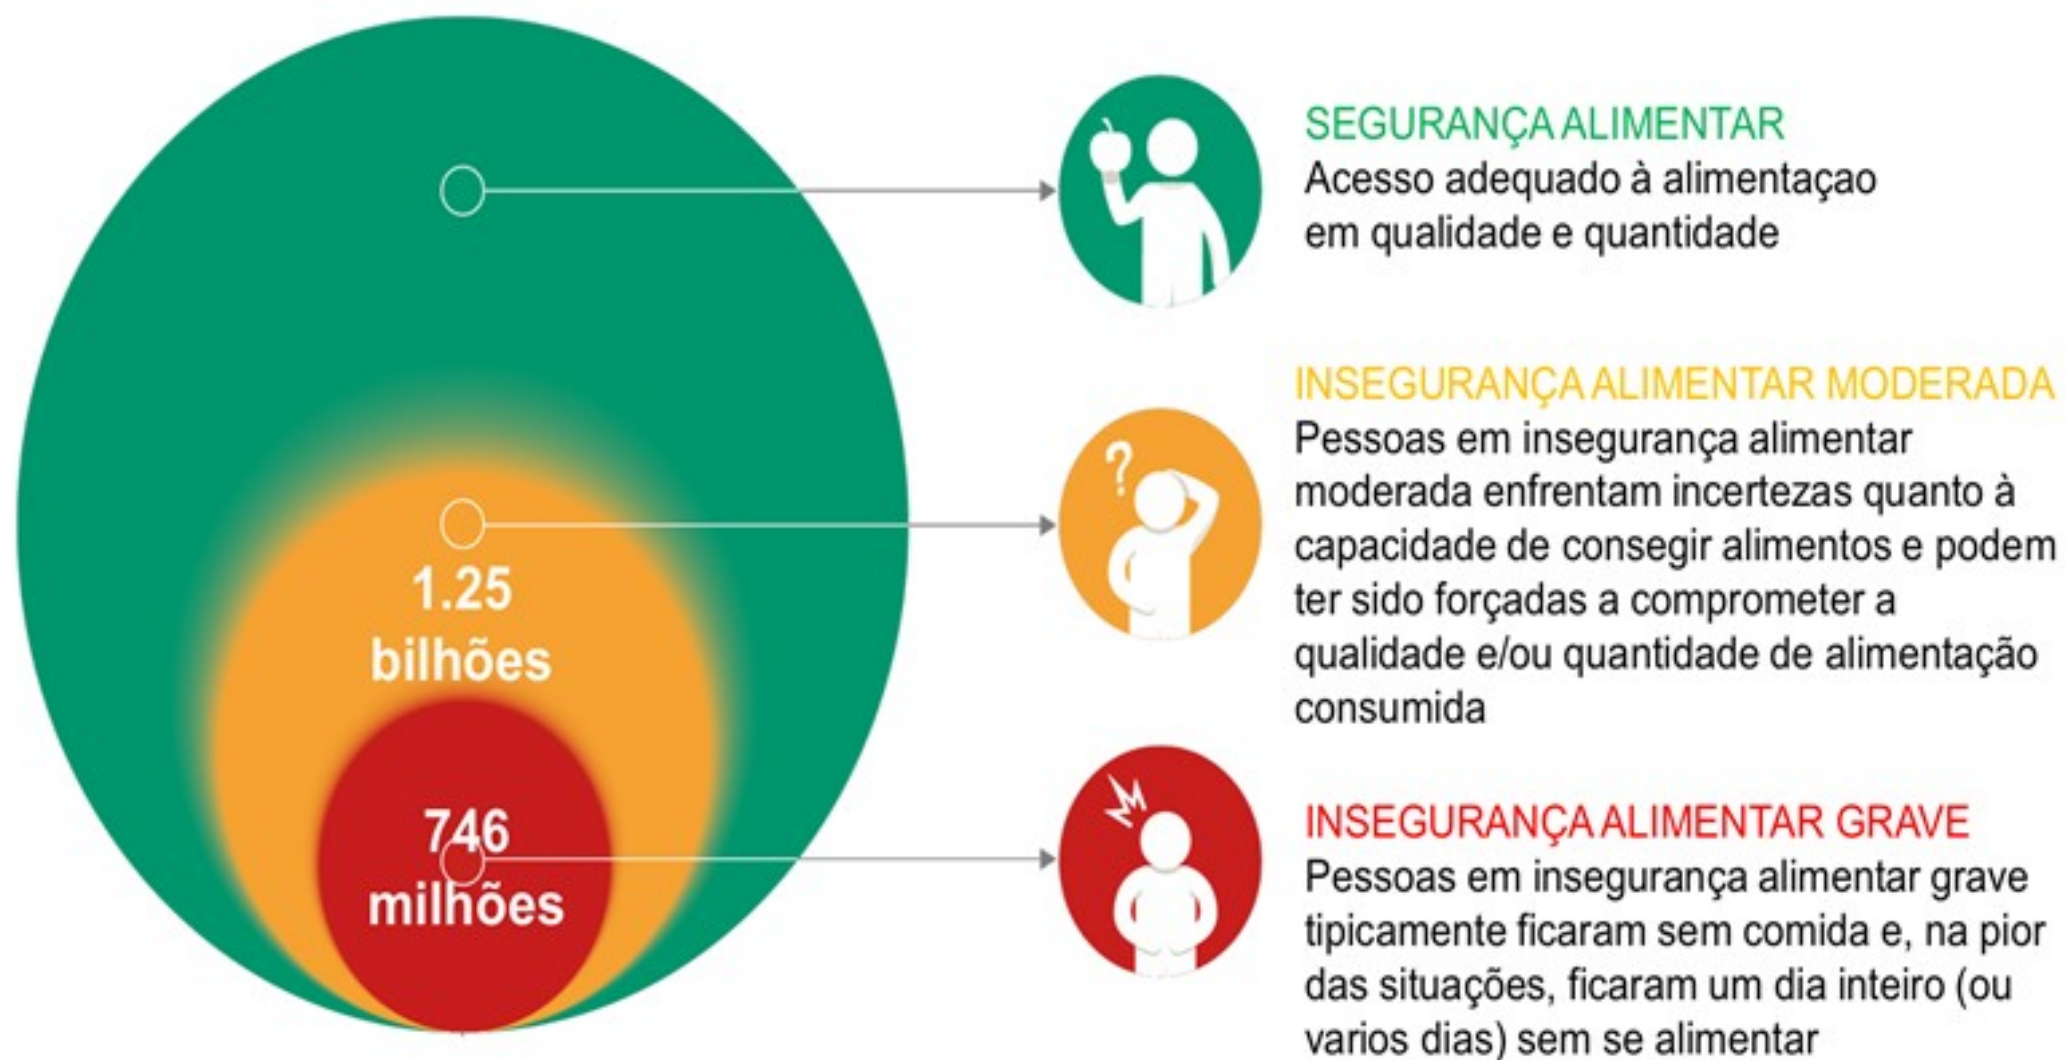 SEGURANÇA ALIMENTAR
Acesso adequado à alimentaçao
em qualidade e quantidade
?
INSEGURANÇA ALIMENTAR MODERADA
Pessoas em insegurança alimentar
moderada enfrentam incertezas quanto à
capacidade de consegir alimentos e podem
ter sido forçadas a comprometer a
qualidade e/ou quantidade de alimentação
consumida
1.25
bilhões
746
milhões
INSEGURANÇA ALIMENTAR GRAVE
Pessoas em insegurança alimentar grave
tipicamente ficaram sem comida e, na pior
das situações, ficaram um dia inteiro (ou
varios dias) sem se alimentar